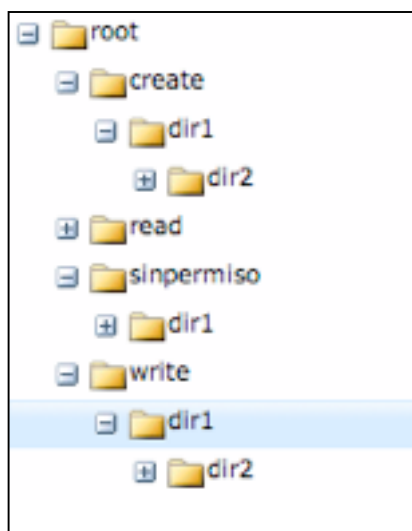 root
create
dir1
dir2
read
sinpermiso
dir1
write
dir1
dir2